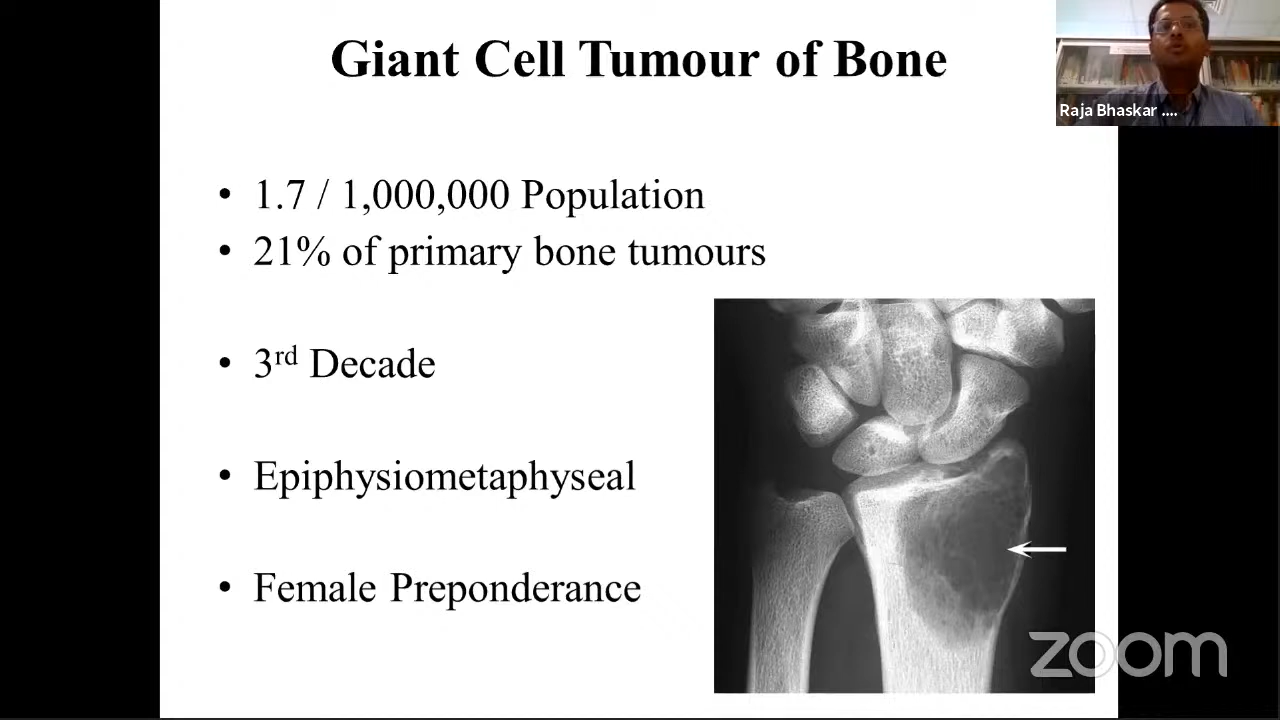 Giant Cell Tumour of Bone
Raja Bhaskar ....
• 1.7 / 1,000,000 Population
• 21% of primary bone tumours
• 3rd Decade
• Epiphysiometaphyseal
• Female Preponderance
zoom